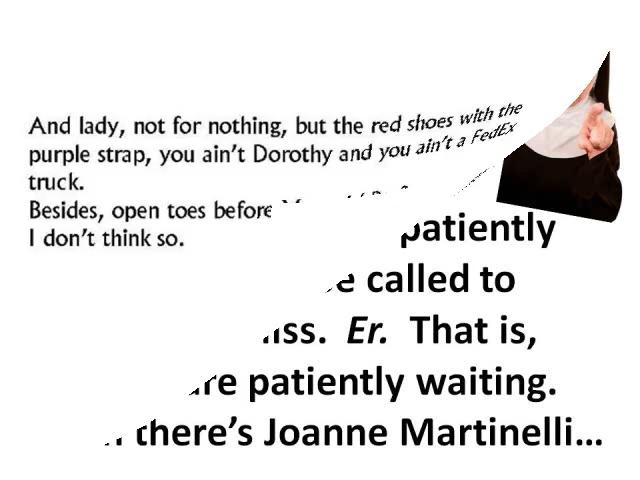 And lady, not for nothing, but the red shoes with the
purple strap, you ain't Dorothy and you ain't a FedEx
truck.
Besides, open toes before
I don't think so.
patiently
called to
Er. That is,
patiently waiting.
there's Joanne Martinelli…